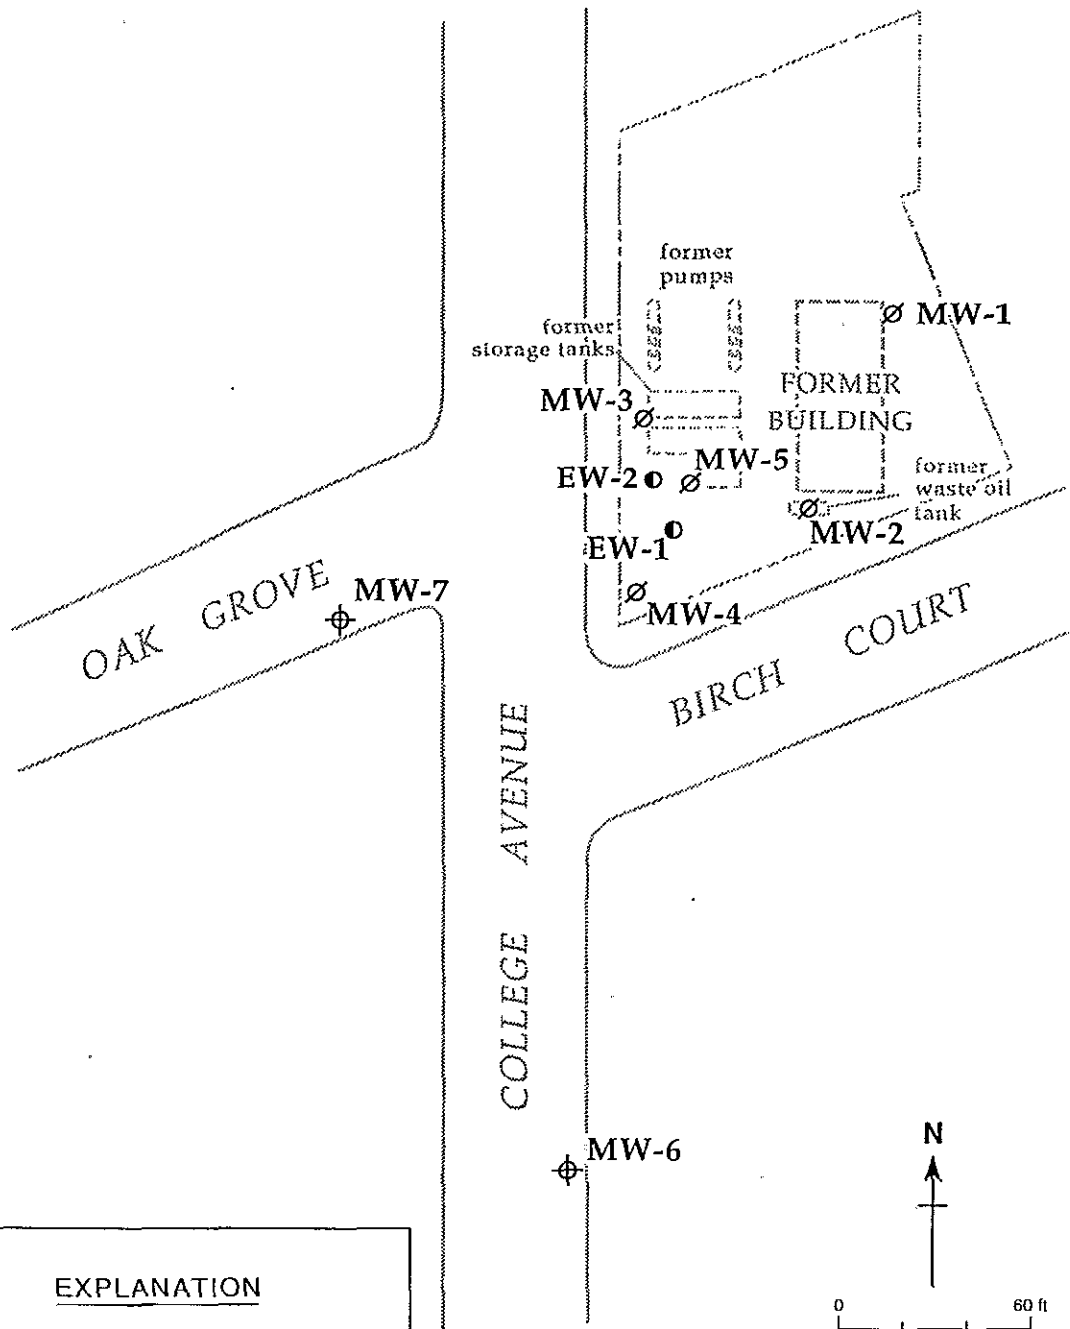 former
pumps
former
storage tanks
MW-1
FORMER
BUILDING
MW-3
MW-5
EW-2
former
waste oil
tank
MW-2
EW-1
MW-4
OAK GROVE
MW-7
BIRCH COURT
COLLEGE AVENUE
MW-6
N
EXPLANATION
0 60 ft